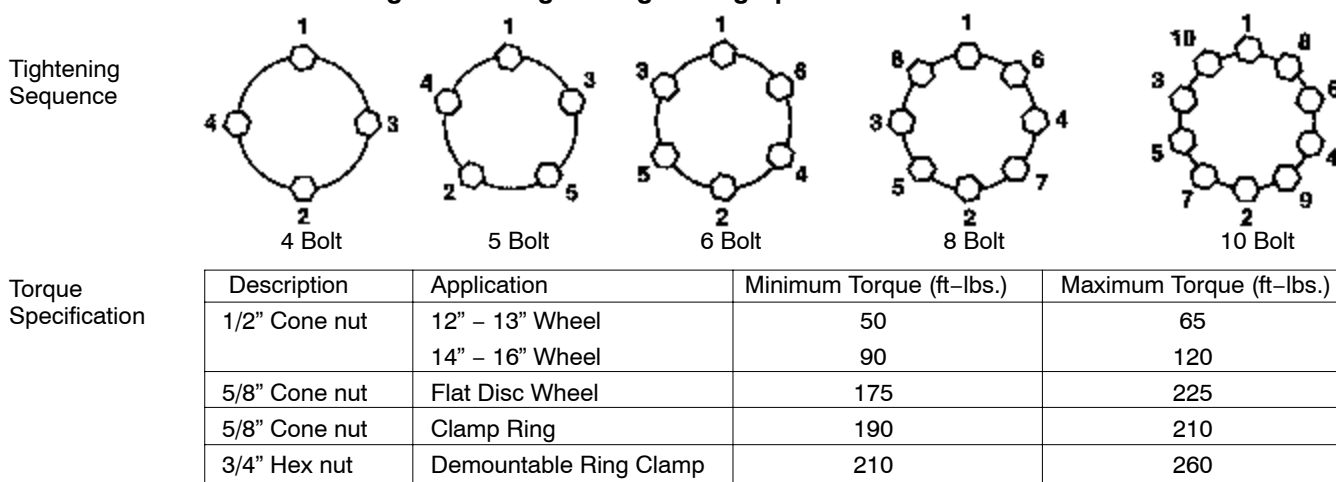 Tightening
Sequence
1
4 3
2
4 Bolt
1
4 3
2 5
5 Bolt
1
3 6
5 4
2
6 Bolt
1
8 6
3 4
5 7
2
8 Bolt
1
10 8
3 6
5 4
7 9
2
10 Bolt
Torque
Specification
Description Application Minimum Torque (ft–lbs.) Maximum Torque (ft–lbs.)
1/2” Cone nut 12” – 13” Wheel 50 65
14” – 16” Wheel 90 120
5/8” Cone nut Flat Disc Wheel 175 225
5/8” Cone nut Clamp Ring 190 210
3/4” Hex nut Demountable Ring Clamp 210 260